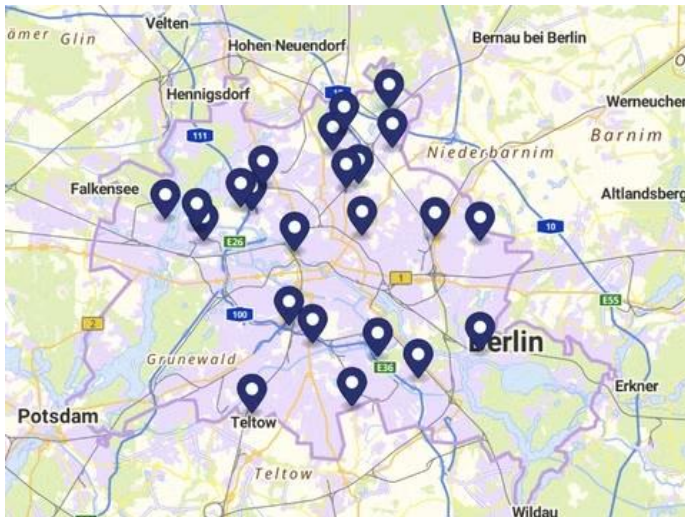 Velten
ämer Glin
Hohen Neuendorf
Bernau bei Berlin
Hennigsdorf
10
Werneuchen
111
Barnim
Niederbarnim
Falkensee
Altlandsberg
10
E26
1
E55
100
2
Berlin
Grunewald
E36
Erkner
Potsdam
Teltow
Teltow
Wildau